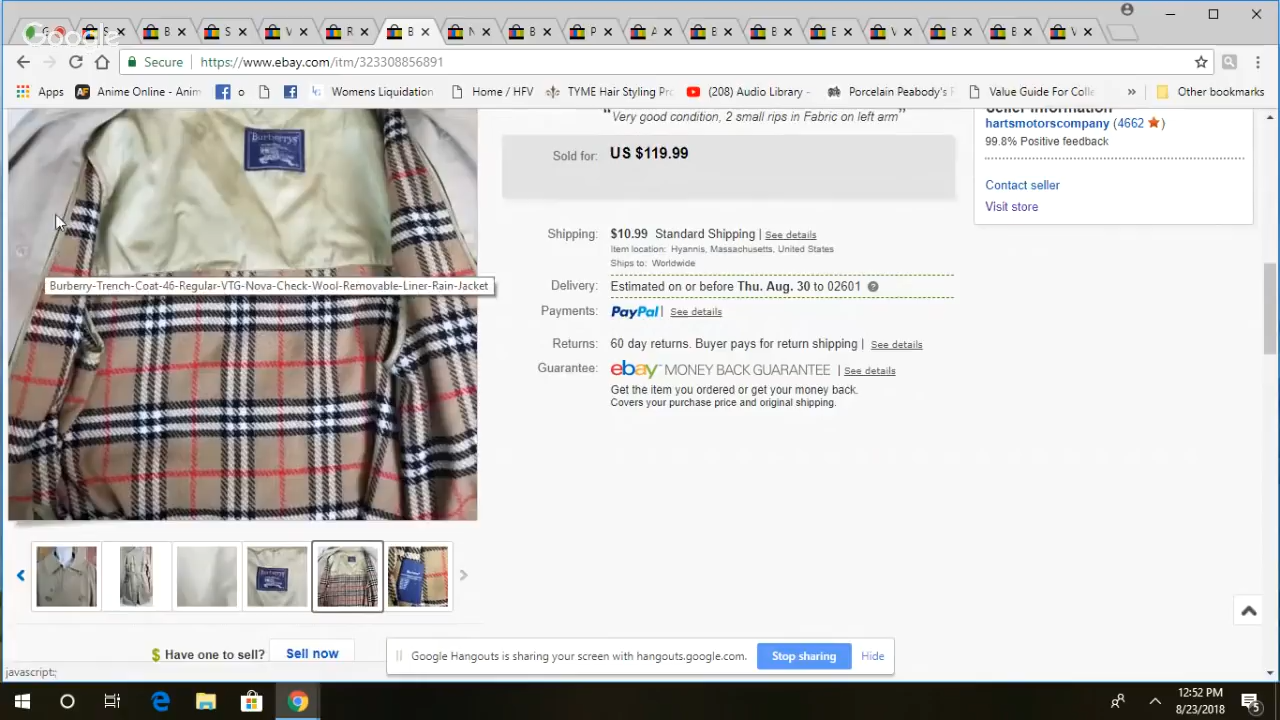 Google
B
S
V
R
B
N
B
P
A
B
B
E
V
B
B
V
Secure https://www.ebay.com/itm/323308856891
Apps Anime Online - Anim o Womens Liquidation Home / HFV TYME Hair Styling Pro (208) Audio Library - Porcelain Peabody's F Value Guide For Colle » Other bookmarks
"Very good condition, 2 small rips in Fabric on left arm"
Sold for: US $119.99
Shipping: $10.99 Standard Shipping | See details
Item location: Hyannis, Massachusetts, United States
Ships to: Worldwide
Delivery: Estimated on or before Thu. Aug. 30 to 02601
Payments: PayPal | See details
Returns: 60 day returns. Buyer pays for return shipping | See details
Guarantee: ebay MONEY BACK GUARANTEE | See details
Get the item you ordered or get your money back.
Covers your purchase price and original shipping.
Seller information
hartsmotorscompany (4662 )
99.8% Positive feedback
Contact seller
Visit store
Burberrys
Burberry-Trench-Coat-46-Regular-VTG-Nova-Check-Wool-Removable-Liner-Rain-Jacket
$ Have one to sell? Sell now
Google Hangouts is sharing your screen with hangouts.google.com. Stop sharing Hide
javascript:;
12:52 PM
8/23/2018
5